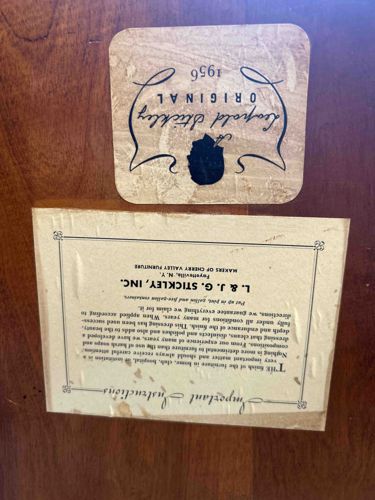 Important Instructions
THE finish of the furniture in home, club, hospital, or institution is a
very important matter and should always receive careful attention.
Nothing is more detrimental to furniture than the use of harsh soaps and
compositions. From our experience of many years, we have developed a
dressing that cleans, disinfects and polishes and also adds to the beauty,
depth and endurance of the finish. This dressing has been used success-
fully under all conditions for many years. When applied according to
directions, we guarantee everything we claim for it.
Put up in pint, gallon and five-gallon containers.
L. & J. G. STICKLEY, INC.
Fayetteville, N. Y.
MAKERS OF CHERRY VALLEY FURNITURE
A
Leopold Stickley
ORIGINAL
1956